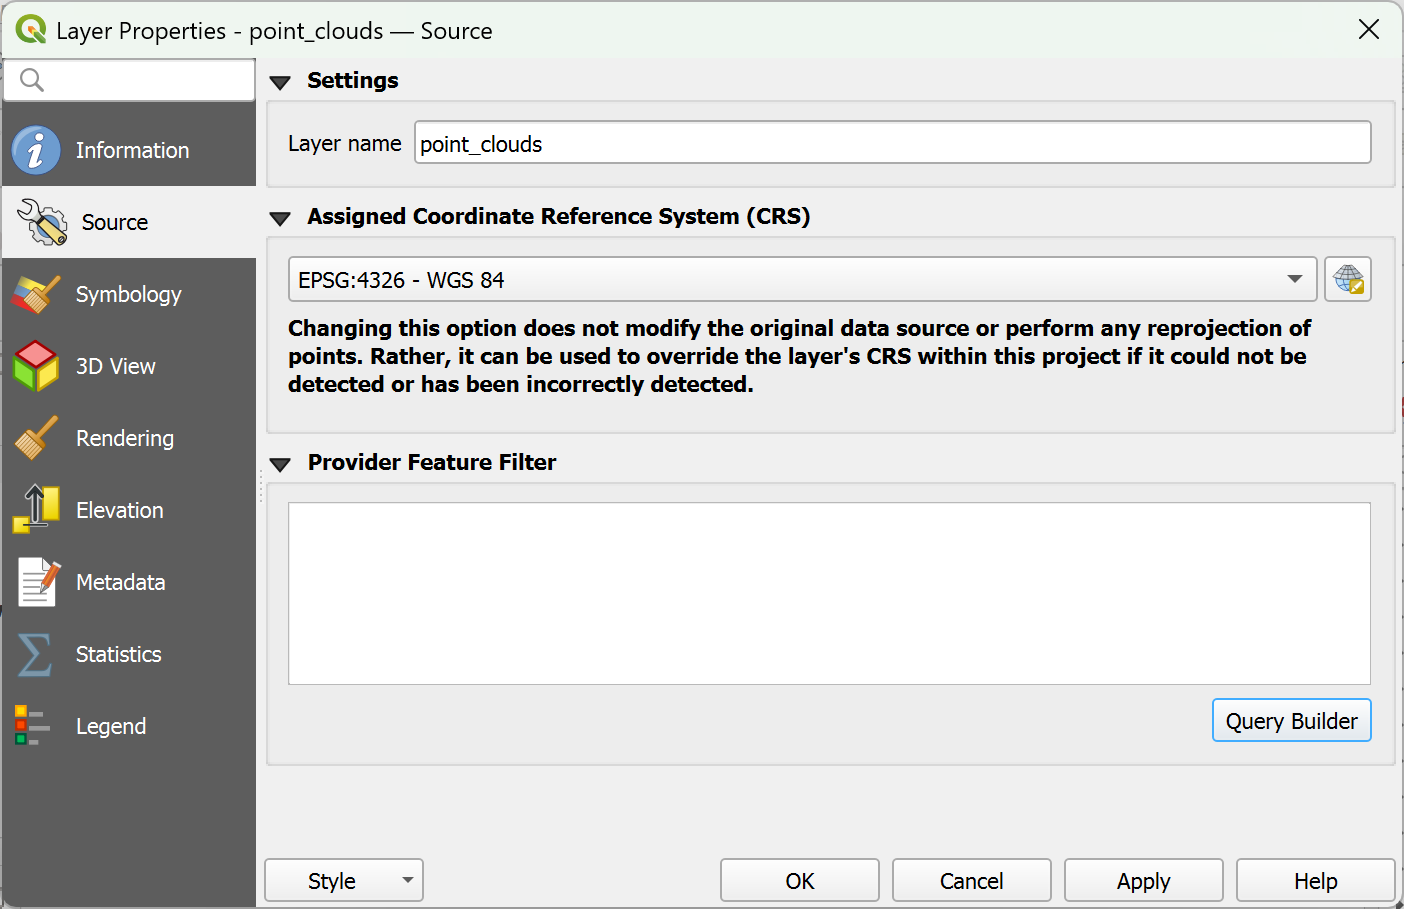 Layer Properties - point_clouds — Source
Information
Source
Symbology
3D View
Rendering
Elevation
Metadata
Statistics
Legend
Settings
Layer name point_clouds
Assigned Coordinate Reference System (CRS)
EPSG:4326 - WGS 84
Changing this option does not modify the original data source or perform any reprojection of
points. Rather, it can be used to override the layer's CRS within this project if it could not be
detected or has been incorrectly detected.
Provider Feature Filter
Query Builder
Style OK Cancel Apply Help